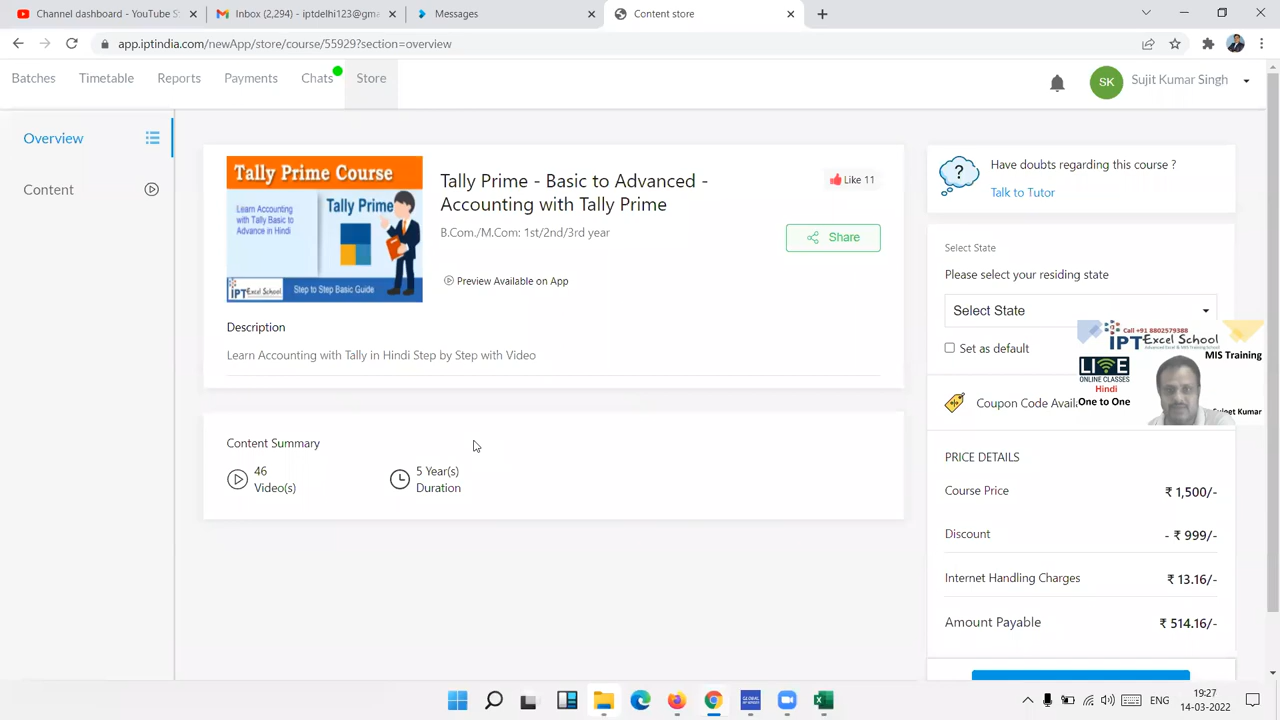 Channel dashboard - YouTube S
Inbox (2,294) - iptdelhi123@gma
Messages
Content store
app.iptindia.com/newApp/store/course/55929?section=overview
Batches
Timetable
Reports
Payments
Chats
Store
SK
Sujit Kumar Singh
Overview
Content
Tally Prime Course
Learn Accounting
with Tally Basic to
Advance in Hindi
Tally Prime
IPT Excel School
Step to Step Basic Guide
Tally Prime - Basic to Advanced -
Accounting with Tally Prime
B.Com./M.Com: 1st/2nd/3rd year
Preview Available on App
Like 11
Share
Description
Learn Accounting with Tally in Hindi Step by Step with Video
Content Summary
46
Video(s)
5 Year(s)
Duration
Have doubts regarding this course ?
Talk to Tutor
Select State
Please select your residing state
Select State
Set as default
Call +91 8802579388
IPT Excel School
Advanced Excel & MIS Training School
MIS Training
LIVE
ONLINE CLASSES
Hindi
One to One
Sujeet Kumar
Coupon Code Avail
PRICE DETAILS
Course Price
₹ 1,500/-
Discount
- ₹ 999/-
Internet Handling Charges
₹ 13.16/-
Amount Payable
₹ 514.16/-
ENG
19:27
14-03-2022